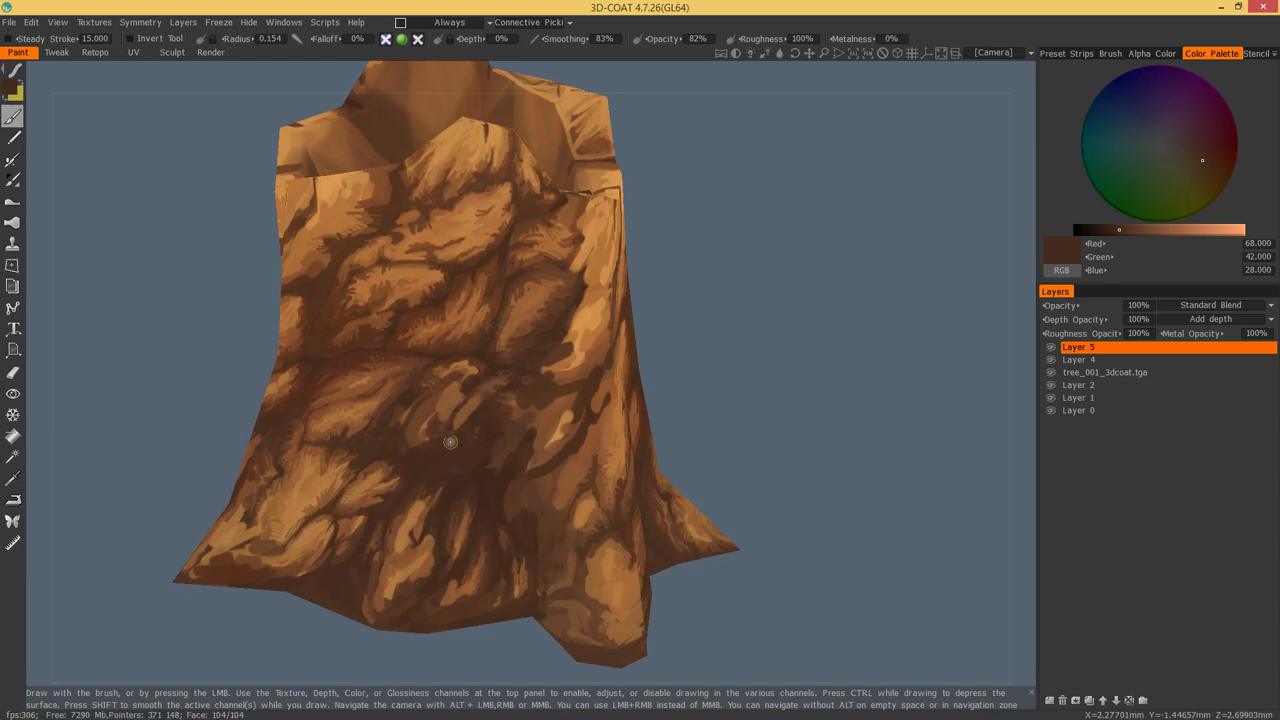 3D-COAT 4.7.26(GL64)
File Edit View Textures Symmetry Layers Freeze Hide Windows Scripts Help Always Connective Picki
Steady Stroke 15.000 Invert Tool Radius 0.154 Falloff 0% Depth 0% Smoothing 83% Opacity 82% Roughness 100% Metalness 0%
Paint Tweak Retopo UV Sculpt Render [Camera] Preset Strips Brush Alpha Color Color Palette Stencil
Red 68.000
Green 42.000
RGB Blue 28.000
Layers
Opacity 100% Standard Blend
Depth Opacity 100% Add depth
Roughness Opacit 100% Metal Opacity 100%
Layer 5
Layer 4
tree_001_3dcoat.tga
Layer 2
Layer 1
Layer 0
Draw with the brush, or by pressing the LMB. Use the Texture, Depth, Color, or Glossiness channels at the top panel to enable, adjust, or disable drawing in the various channels. Press CTRL while drawing to depress the
surface. Press SHIFT to smooth the active channel(s) while you draw. Navigate the camera with ALT + LMB,RMB or MMB. You can use LMB+RMB instead of MMB. You can navigate without ALT on empty space or in navigation zone
fps:306; Free: 7290 Mb,Pointers: 371 148; Face: 104/104 X=2.27701mm Y=-1.44657mm Z=2.69903mm